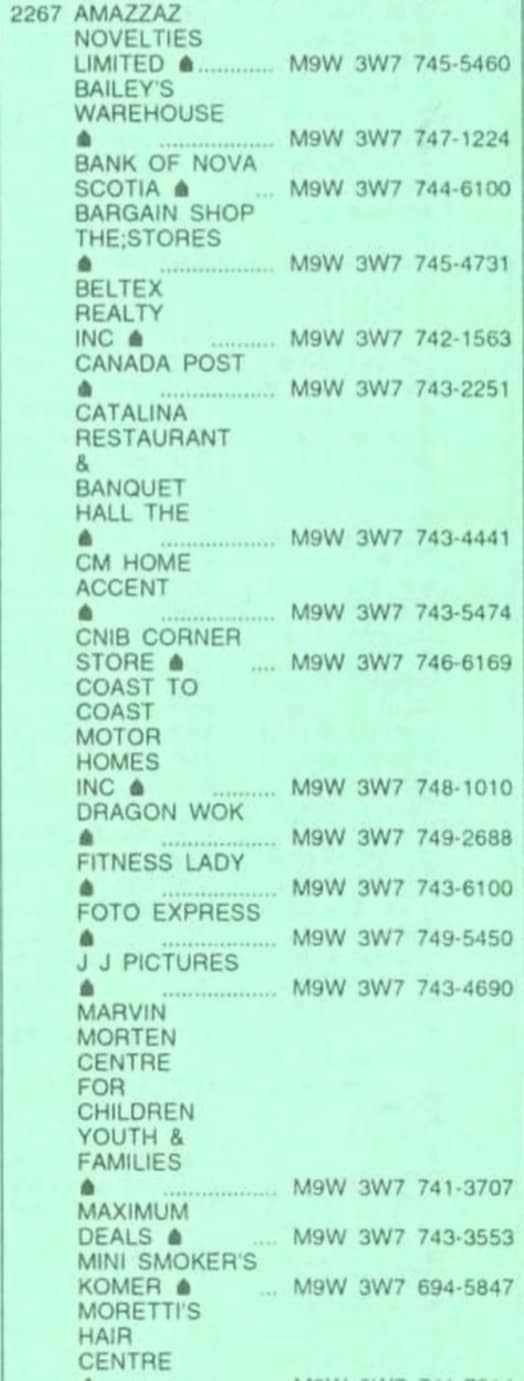 2267 AMAZZAZ
NOVELTIES
LIMITED ............ M9W 3W7 745-5460
BAILEY'S
WAREHOUSE
................. M9W 3W7 747-1224
BANK OF NOVA
SCOTIA ... M9W 3W7 744-6100
BARGAIN SHOP
THE;STORES
................. M9W 3W7 745-4731
BELTEX
REALTY
INC .......... M9W 3W7 742-1563
CANADA POST
................. M9W 3W7 743-2251
CATALINA
RESTAURANT
&
BANQUET
HALL THE
................. M9W 3W7 743-4441
CM HOME
ACCENT
................. M9W 3W7 743-5474
CNIB CORNER
STORE .... M9W 3W7 746-6169
COAST TO
COAST
MOTOR
HOMES
INC .......... M9W 3W7 748-1010
DRAGON WOK
................. M9W 3W7 749-2688
FITNESS LADY
................. M9W 3W7 743-6100
FOTO EXPRESS
................. M9W 3W7 749-5450
J J PICTURES
................. M9W 3W7 743-4690
MARVIN
MORTEN
CENTRE
FOR
CHILDREN
YOUTH &
FAMILIES
................. M9W 3W7 741-3707
MAXIMUM
DEALS .... M9W 3W7 743-3553
MINI SMOKER'S
KOMER ... M9W 3W7 694-5847
MORETTI'S
HAIR
CENTRE